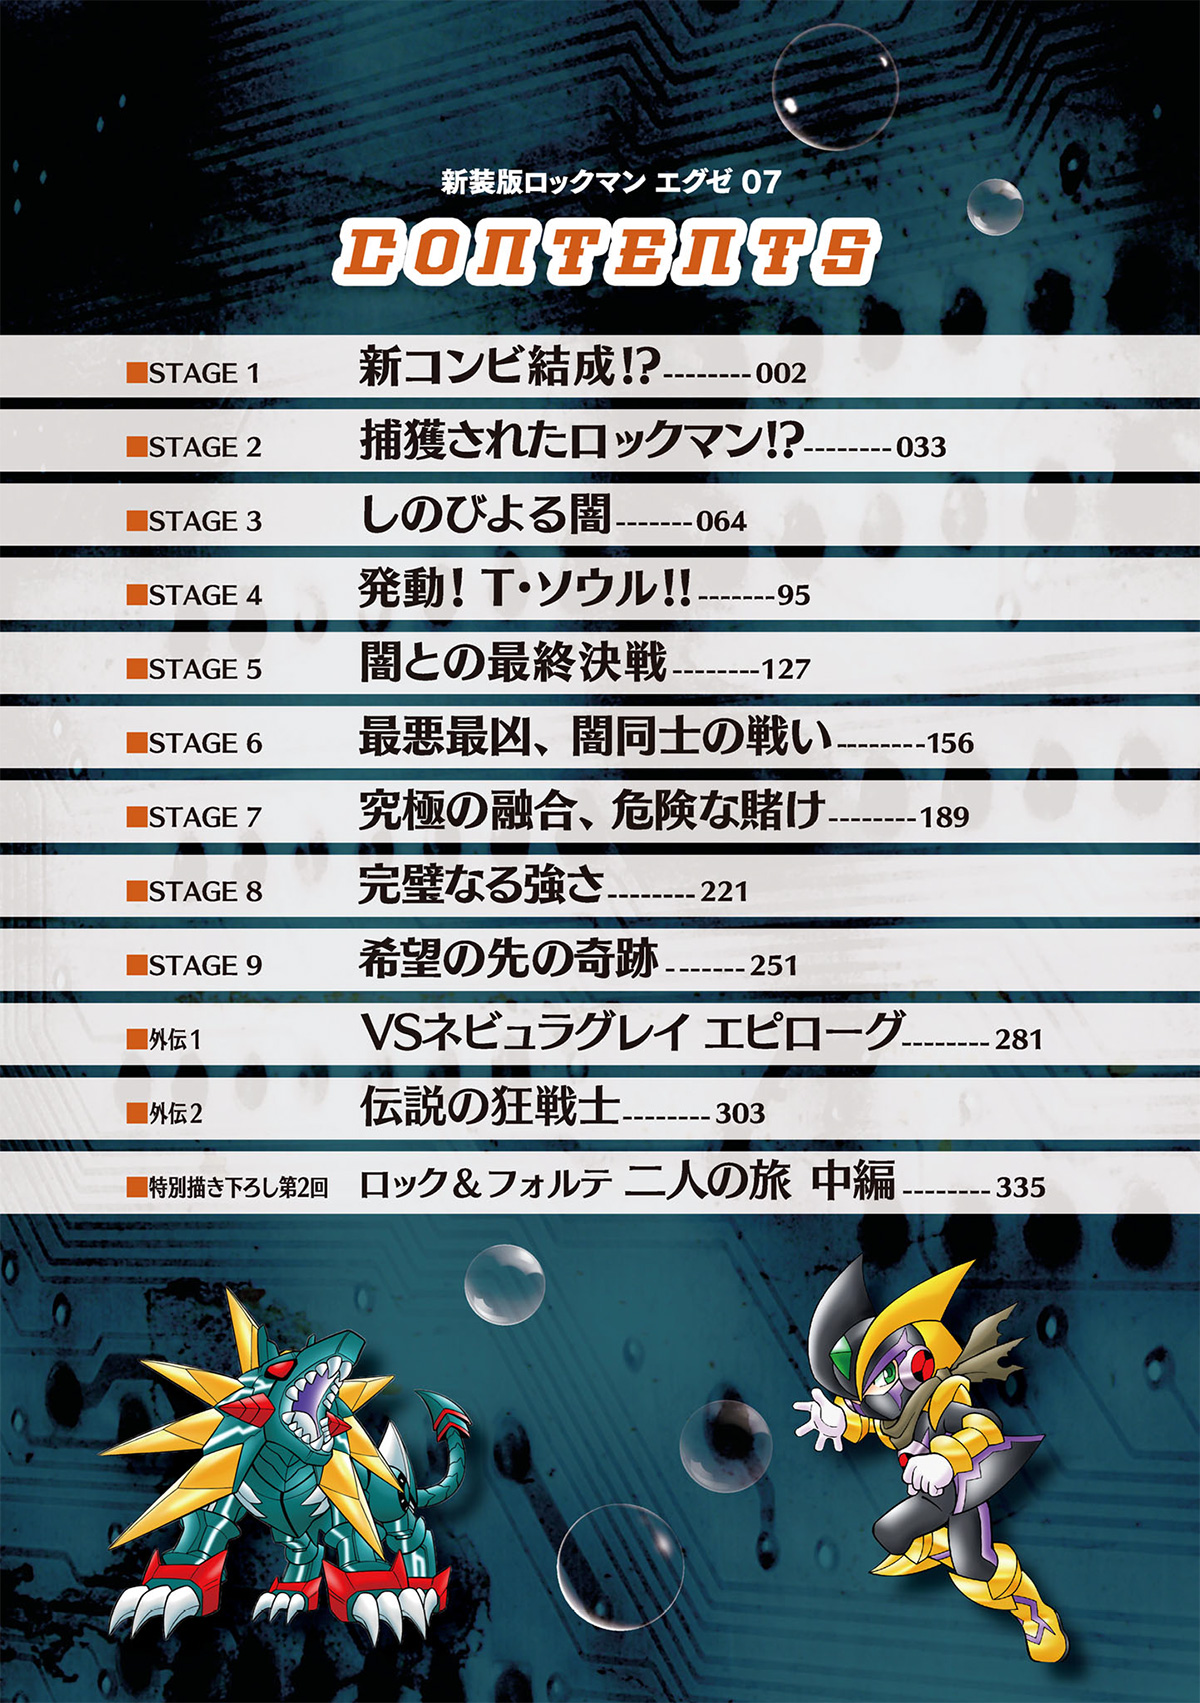 新装版ロックマン エグゼ 07
CONTENTS
■STAGE 1 新コンビ結成!?--------002
■STAGE 2 捕獲されたロックマン!?--------033
■STAGE 3 しのびよる闇-------064
■STAGE 4 発動! T・ソウル!!-------95
■STAGE 5 闇との最終決戦--------127
■STAGE 6 最悪最凶、闇同士の戦い--------156
■STAGE 7 究極の融合、危険な賭け--------189
■STAGE 8 完璧なる強さ--------221
■STAGE 9 希望の先の奇跡-------251
■外伝1 VSネビュラグレイ エピローグ--------281
■外伝2 伝説の狂戦士--------303
■特別描き下ろし第2回 ロック&フォルテ 二人の旅 中編--------335